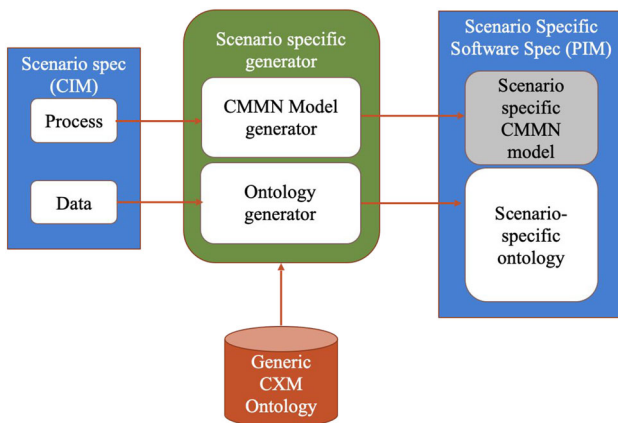 Scenario spec
(CIM)
Process
Data
Scenario specific
generator
CMMN Model
generator
Ontology
generator
Scenario Specific
Software Spec (PIM)
Scenario
specific
CMMN
model
Scenario-
specific
ontology
Generic
CXM
Ontology